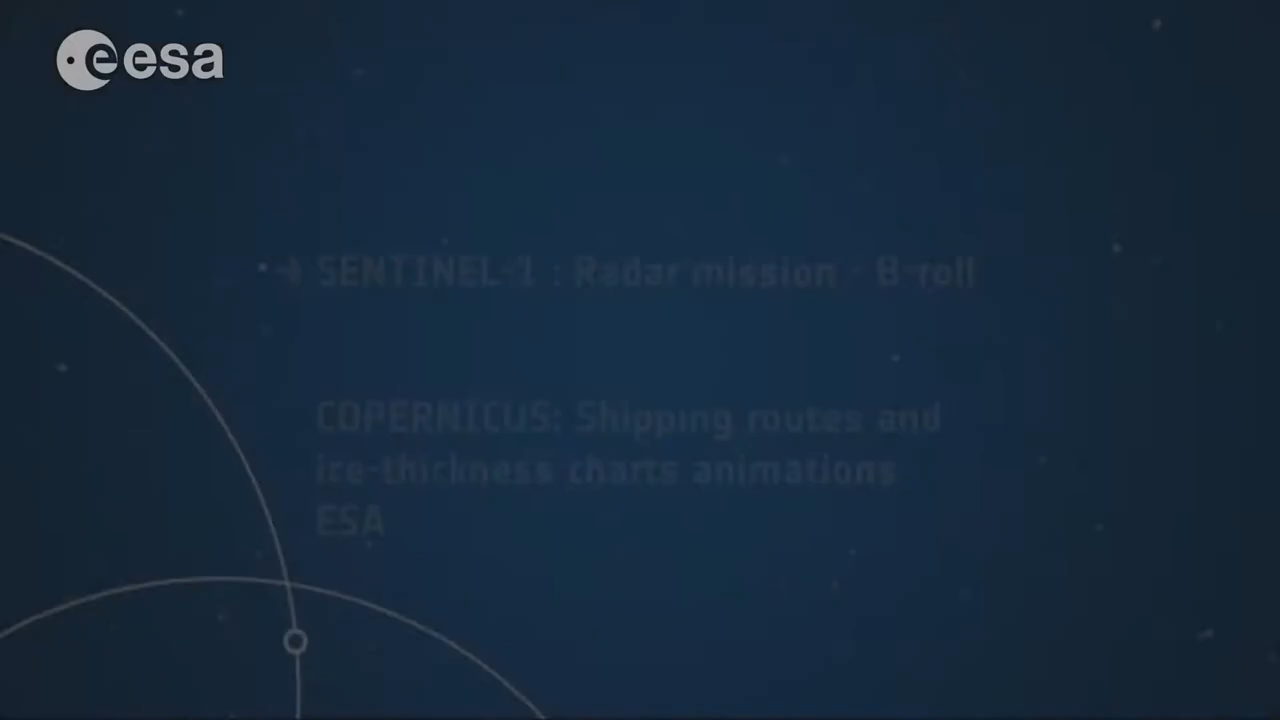 esa
→ SENTINEL-1 : Radar mission - B-roll
COPERNICUS: Shipping routes and
ice-thickness charts animations
ESA